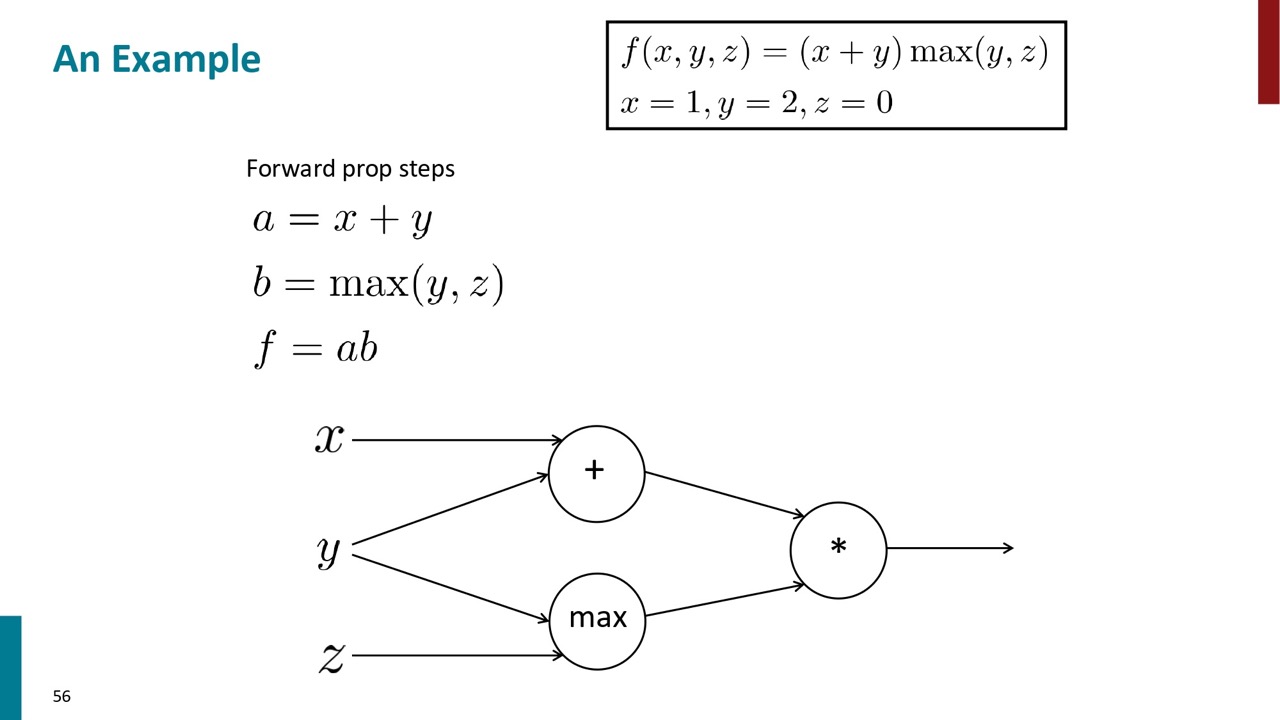 An Example
f(x, y, z) = (x + y) max(y, z)
x = 1, y = 2, z = 0
Forward prop steps
a = x + y
b = max(y, z)
f = ab
x
+
y
*
max
z
56